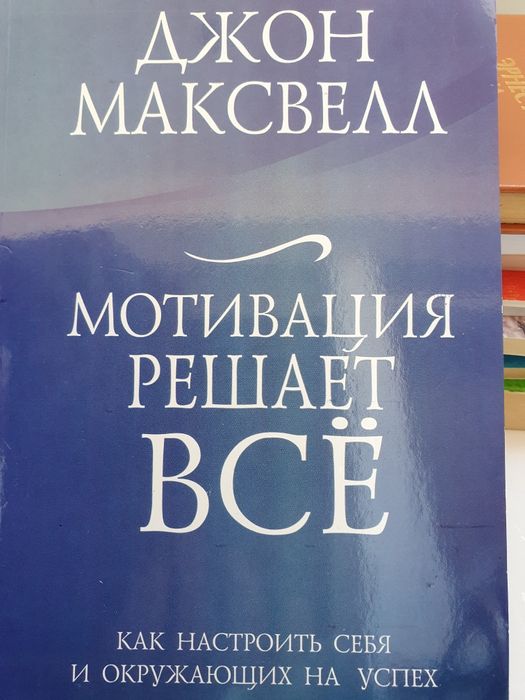 ДЖОН
МАКСВЕЛЛ
МОТИВАЦИЯ
РЕШАЕТ
ВСЁ
КАК НАСТРОИТЬ СЕБЯ
И ОКРУЖАЮЩИХ НА УСПЕХ